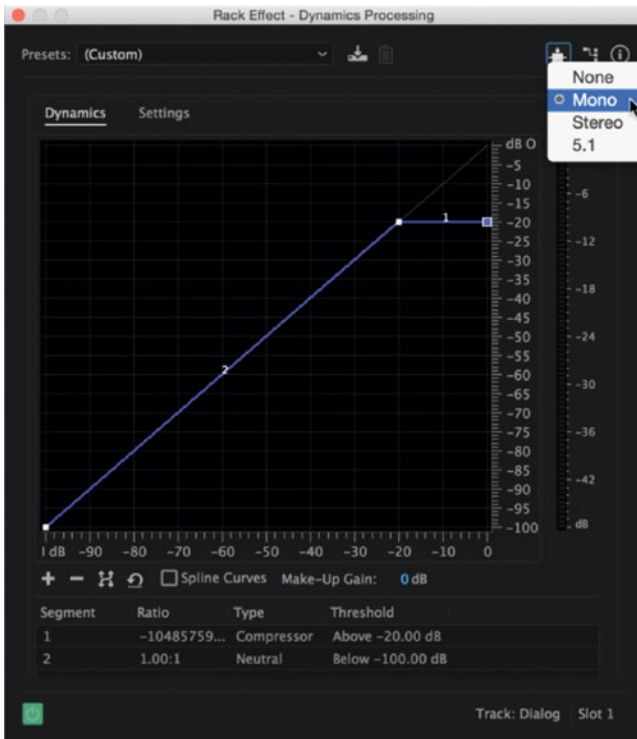 Rack Effect - Dynamics Processing
Presets: (Custom)
None
Mono
Stereo
5.1
Dynamics Settings
dB 0
-5
-10
-15
-20
-25
-30
-35
-40
-45
-50
-55
-60
-65
-70
-75
-80
-85
-90
-95
-100
-6
-12
-18
-24
-30
-36
-42
dB
1
2
dB -90 -80 -70 -60 -50 -40 -30 -20 -10 0
Spline Curves Make-Up Gain: 0 dB
Segment Ratio Type Threshold
1 -10485759... Compressor Above -20.00 dB
2 1.00:1 Neutral Below -100.00 dB
Track: Dialog Slot 1